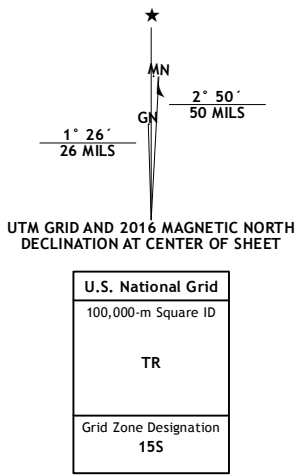 ★
MN
GN
2° 50´
50 MILS
1° 26´
26 MILS
UTM GRID AND 2016 MAGNETIC NORTH
DECLINATION AT CENTER OF SHEET
U.S. National Grid
100,000-m Square ID
TR
Grid Zone Designation
15S